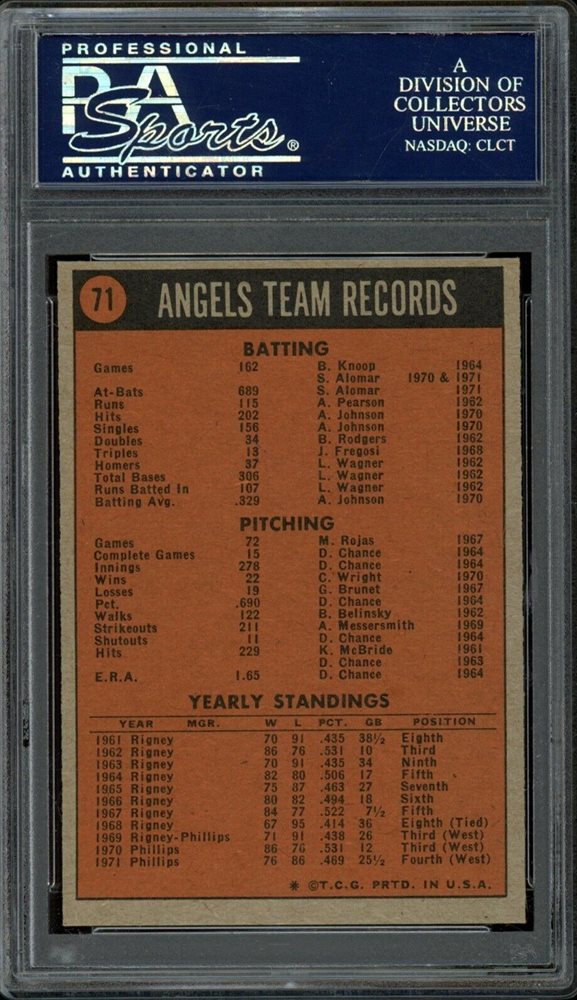 PROFESSIONAL
PSA
Sports®
AUTHENTICATOR
A
DIVISION OF
COLLECTORS
UNIVERSE
NASDAQ: CLCT
71 ANGELS TEAM RECORDS
BATTING
Games 162 B. Knoop 1964
S. Alomar 1970 & 1971
At-Bats 689 S. Alomar 1971
Runs 115 A. Pearson 1962
Hits 202 A. Johnson 1970
Singles 156 A. Johnson 1970
Doubles 34 B. Rodgers 1962
Triples 13 J. Fregosi 1968
Homers 37 L. Wagner 1962
Total Bases 306 L. Wagner 1962
Runs Batted In 107 L. Wagner 1962
Batting Avg. .329 A. Johnson 1970
PITCHING
Games 72 M. Rojas 1967
Complete Games 15 D. Chance 1964
Innings 278 D. Chance 1964
Wins 22 C. Wright 1970
Losses 19 G. Brunet 1967
Pct. .690 D. Chance 1964
Walks 122 B. Belinsky 1962
Strikeouts 211 A. Messersmith 1969
Shutouts 11 D. Chance 1964
Hits 229 K. McBride 1961
D. Chance 1963
E.R.A. 1.65 D. Chance 1964
YEARLY STANDINGS
YEAR MGR. W L PCT. GB POSITION
1961 Rigney 70 91 .435 38½ Eighth
1962 Rigney 86 76 .531 10 Third
1963 Rigney 70 91 .435 34 Ninth
1964 Rigney 82 80 .506 17 Fifth
1965 Rigney 75 87 .463 27 Seventh
1966 Rigney 80 82 .494 18 Sixth
1967 Rigney 84 77 .522 7½ Fifth
1968 Rigney 67 95 .414 36 Eighth (Tied)
1969 Rigney-Phillips 71 91 .438 26 Third (West)
1970 Phillips 86 76 .531 12 Third (West)
1971 Phillips 76 86 .469 25½ Fourth (West)
* ©T.C.G. PRTD. IN U.S.A.